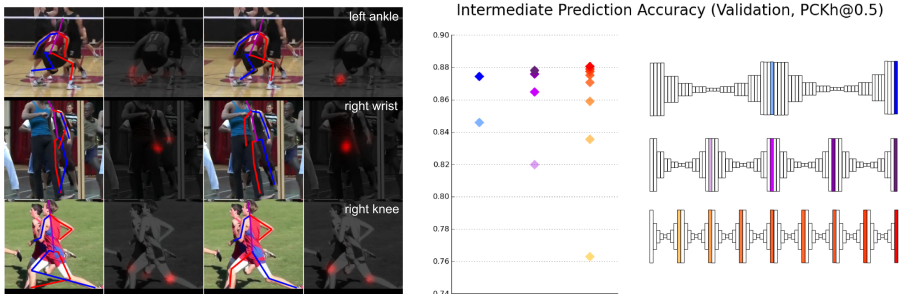 left ankle
right wrist
right knee
Intermediate Prediction Accuracy (Validation, PCKh@0.5)
0.90
0.88
0.86
0.84
0.82
0.80
0.78
0.76
0.74